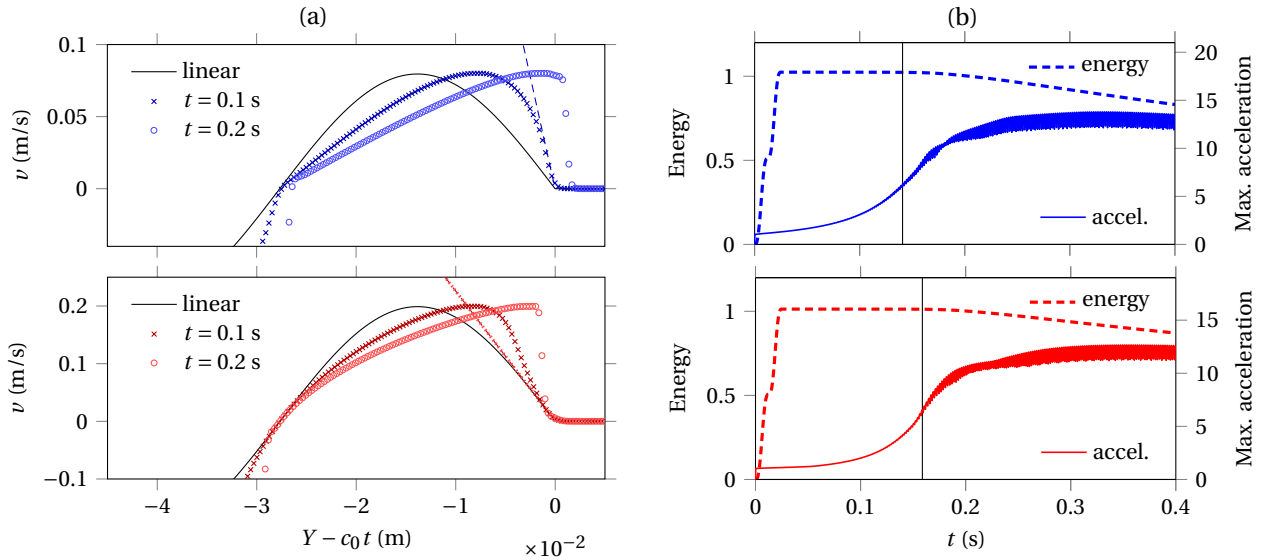 (a)
0.1
0.05
0
v (m/s)
linear
t = 0.1 s
t = 0.2 s
0.2
0.1
0
−0.1
v (m/s)
linear
t = 0.1 s
t = 0.2 s
−4
−3
−2
−1
0
Y − c₀t (m)
×10⁻²
(b)
1
0.5
0
Energy
energy
accel.
20
15
10
5
0
Max. acceleration
1
0.5
0
Energy
energy
accel.
15
10
5
0
Max. acceleration
0
0.1
0.2
0.3
0.4
t (s)